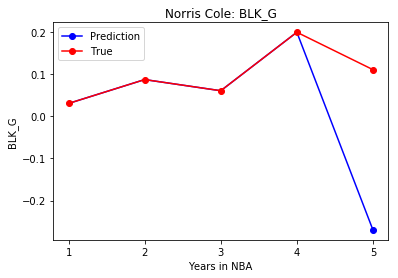 Norris Cole: BLK_G
Prediction
True
BLK_G
0.2
0.1
0.0
−0.1
−0.2
1 2 3 4 5
Years in NBA